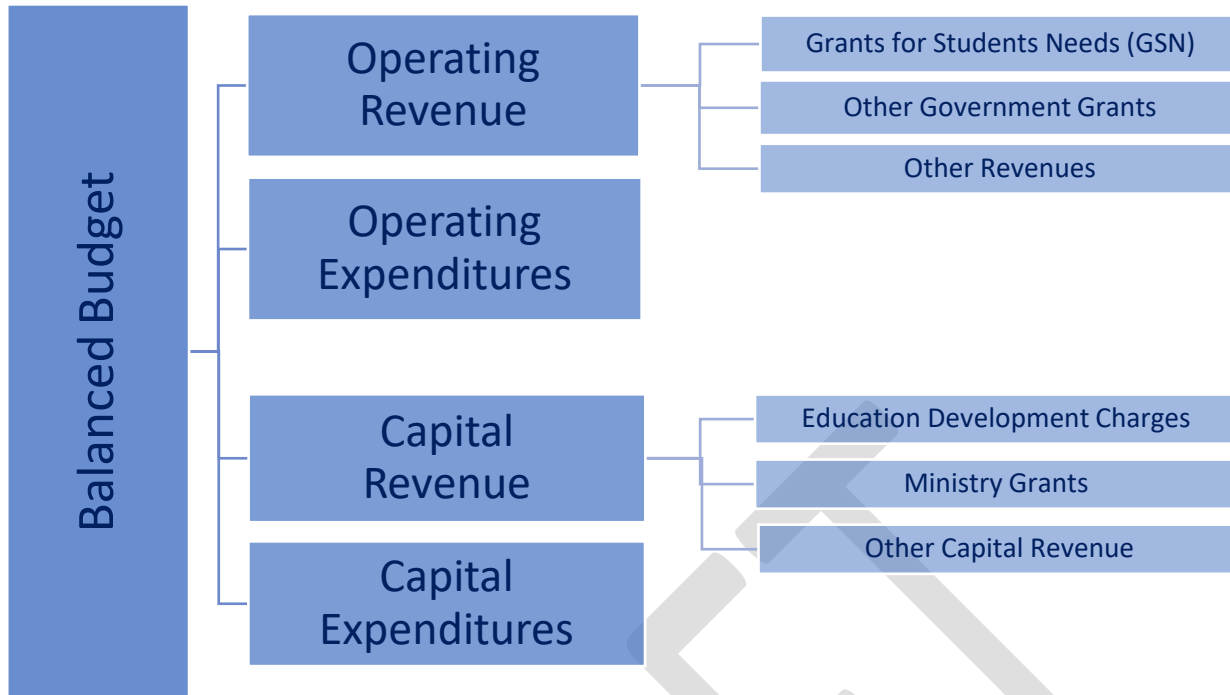 Balanced Budget
Operating
Revenue
Grants for Students Needs (GSN)
Other Government Grants
Other Revenues
Operating
Expenditures
Capital
Revenue
Education Development Charges
Ministry Grants
Other Capital Revenue
Capital
Expenditures